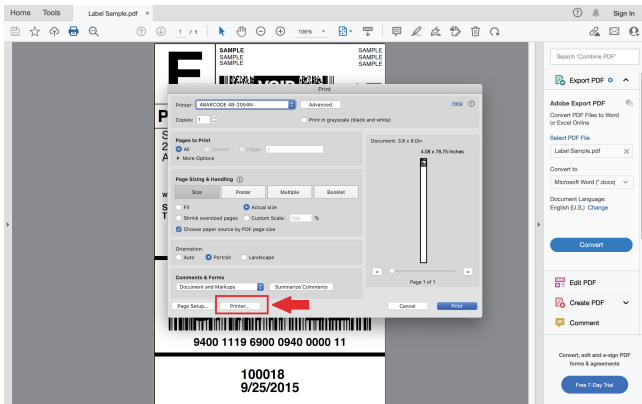 Home Tools Label Sample.pdf × Sign In
1 / 1 106%
F
SAMPLE SAMPLE
SAMPLE SAMPLE
SAMPLE SAMPLE
Print
Printer: 4BARCODE 4B-2054N Advanced Help
Copies: 1 Print in grayscale (black and white)
Pages to Print
All Current Pages 1
More Options
Page Sizing & Handling
Size Poster Multiple Booklet
Fit Actual size
Shrink oversized pages Custom Scale: 100 %
Choose paper source by PDF page size
Orientation:
Auto Portrait Landscape
Comments & Forms
Document and Markups Summarize Comments
Page Setup... Printer...
Document: 3.8 x 6.0in
4.08 x 78.75 Inches
Page 1 of 1
Cancel Print
9400 1119 6900 0940 0000 11
100018
9/25/2015
Search 'Combine PDF'
Export PDF
Adobe Export PDF
Convert PDF Files to Word
or Excel Online
Select PDF File
Label Sample.pdf ×
Convert to
Microsoft Word (*.docx)
Document Language:
English (U.S.) Change
Convert
Edit PDF
Create PDF
Comment
Convert, edit and e-sign PDF
forms & agreements
Free 7-Day Trial